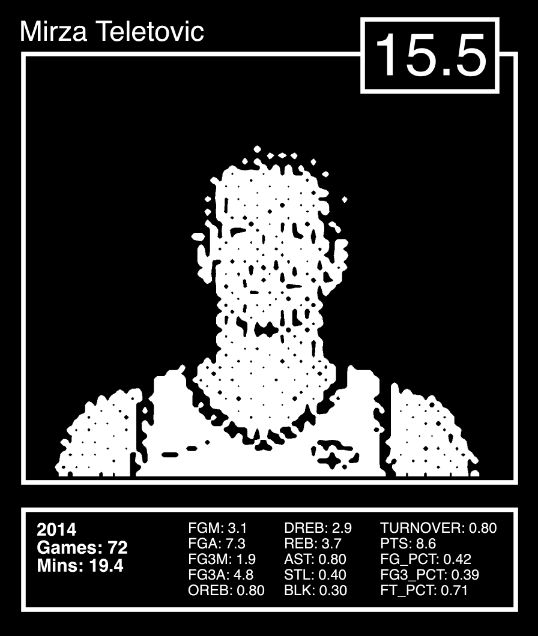 Mirza Teletovic
15.5
2014
Games: 72
Mins: 19.4
FGM: 3.1
FGA: 7.3
FG3M: 1.9
FG3A: 4.8
OREB: 0.80
DREB: 2.9
REB: 3.7
AST: 0.80
STL: 0.40
BLK: 0.30
TURNOVER: 0.80
PTS: 8.6
FG_PCT: 0.42
FG3_PCT: 0.39
FT_PCT: 0.71